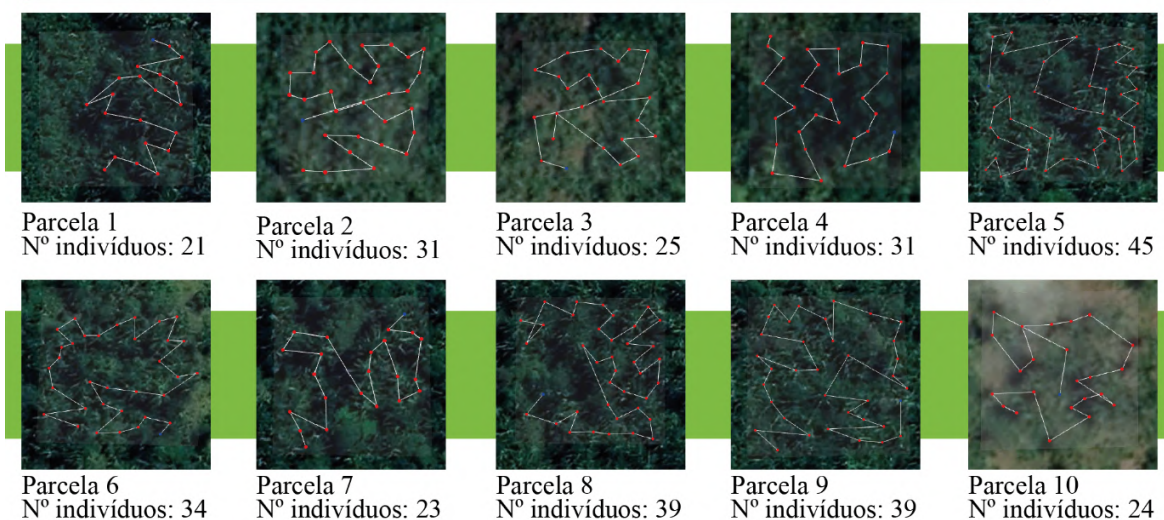 Parcela 1
Nº indivíduos: 21
Parcela 2
Nº indivíduos: 31
Parcela 3
Nº indivíduos: 25
Parcela 4
Nº indivíduos: 31
Parcela 5
Nº indivíduos: 45
Parcela 6
Nº indivíduos: 34
Parcela 7
Nº indivíduos: 23
Parcela 8
Nº indivíduos: 39
Parcela 9
Nº indivíduos: 39
Parcela 10
Nº indivíduos: 24